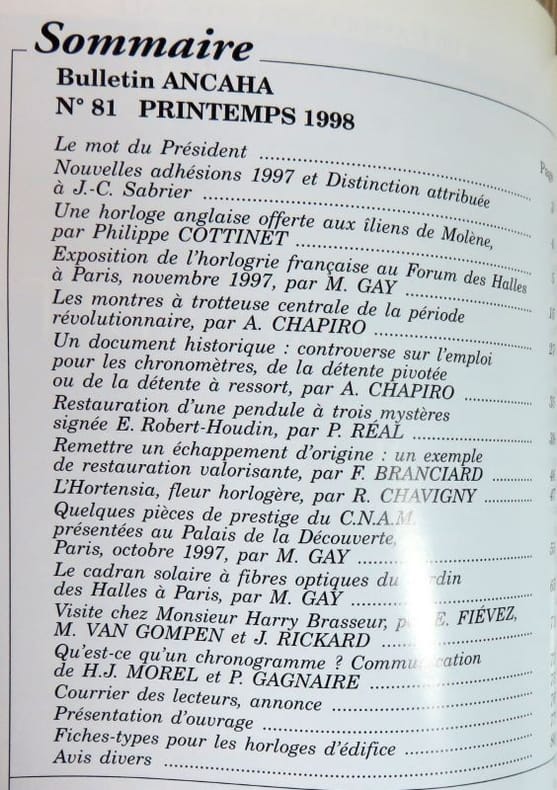 Sommaire
Bulletin ANCAHA
N° 81 PRINTEMPS 1998
Le mot du Président
Nouvelles adhésions 1997 et Distinction attribuée
à J.-C. Sabrier
Une horloge anglaise offerte aux îliens de Molène,
par Philippe COTTINET
Exposition de l'horlogrie française au Forum des Halles
à Paris, novembre 1997, par M. GAY
Les montres à trotteuse centrale de la période
révolutionnaire, par A. CHAPIRO
Un document historique : controverse sur l'emploi
pour les chronomètres, de la détente pivotée
ou de la détente à ressort, par A. CHAPIRO
Restauration d'une pendule à trois mystères
signée E. Robert-Houdin, par P. RÉAL
Remettre un échappement d'origine : un exemple
de restauration valorisante, par F. BRANCIARD
L'Hortensia, fleur horlogère, par R. CHAVIGNY
Quelques pièces de prestige du C.N.A.M.
présentées au Palais de la Découverte,
Paris, octobre 1997, par M. GAY
Le cadran solaire à fibres optiques du Jardin
des Halles à Paris, par M. GAY
Visite chez Monsieur Harry Brasseur, par E. FIÉVEZ,
M. VAN GOMPEN et J. RICKARD
Qu'est-ce qu'un chronogramme ? Communication
de H.J. MOREL et P. GAGNAIRE
Courrier des lecteurs, annonce
Présentation d'ouvrage
Fiches-types pour les horloges d'édifice
Avis divers